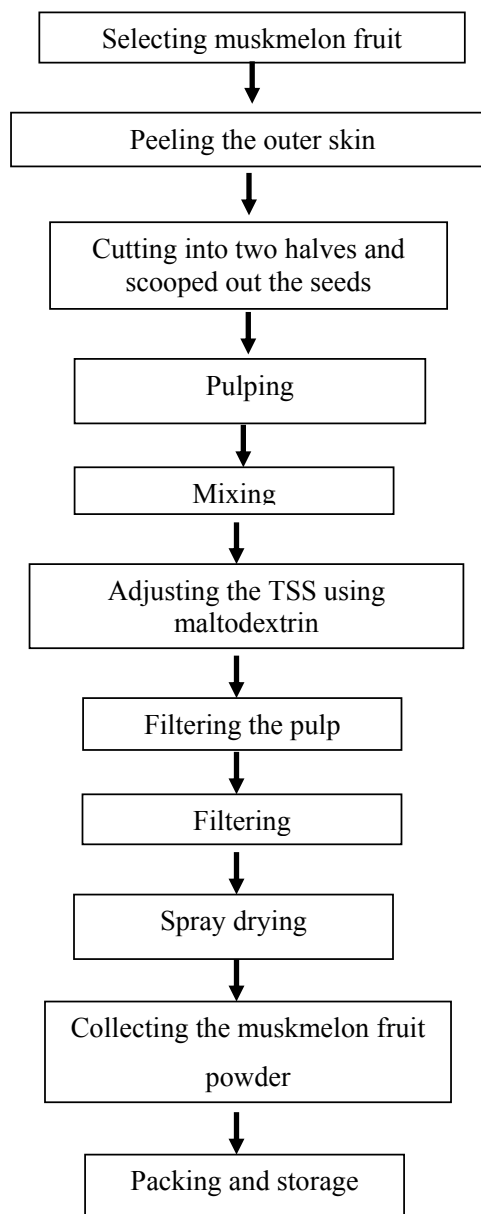 Selecting muskmelon fruit
Peeling the outer skin
Cutting into two halves and
scooped out the seeds
Pulping
Mixing
Adjusting the TSS using
maltodextrin
Filtering the pulp
Filtering
Spray drying
Collecting the muskmelon fruit
powder
Packing and storage